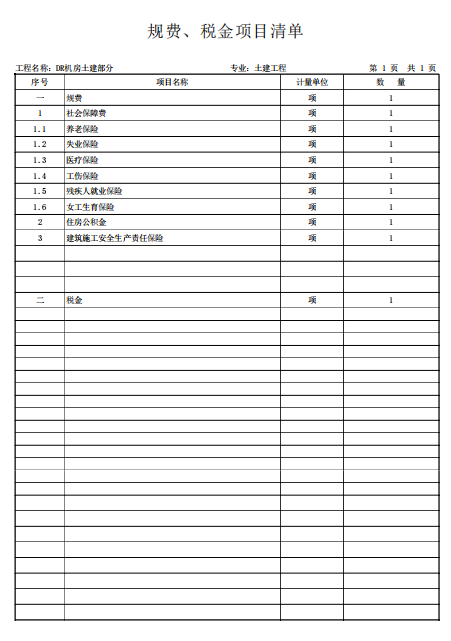 规费、税金项目清单
工程名称：DR机房土建部分 专业：土建工程 第 1 页 共 1 页
序号 项目名称 计量单位 数 量
一 规费 项 1
1 社会保障费 项 1
1.1 养老保险 项 1
1.2 失业保险 项 1
1.3 医疗保险 项 1
1.4 工伤保险 项 1
1.5 残疾人就业保险 项 1
1.6 女工生育保险 项 1
2 住房公积金 项 1
3 建筑施工安全生产责任保险 项 1
二 税金 项 1